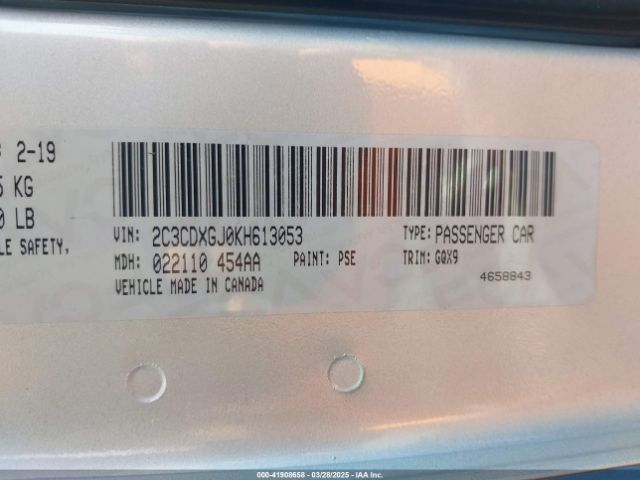 : 2-19
KG
LB
LE SAFETY,
VIN: 2C3CDXGJ0KH613053
TYPE: PASSENGER CAR
MDH: 022110 454AA
PAINT: PSE
TRIM: GQX9
VEHICLE MADE IN CANADA
4658843
000-41908658 | 03/28/2025 - IAA Inc.